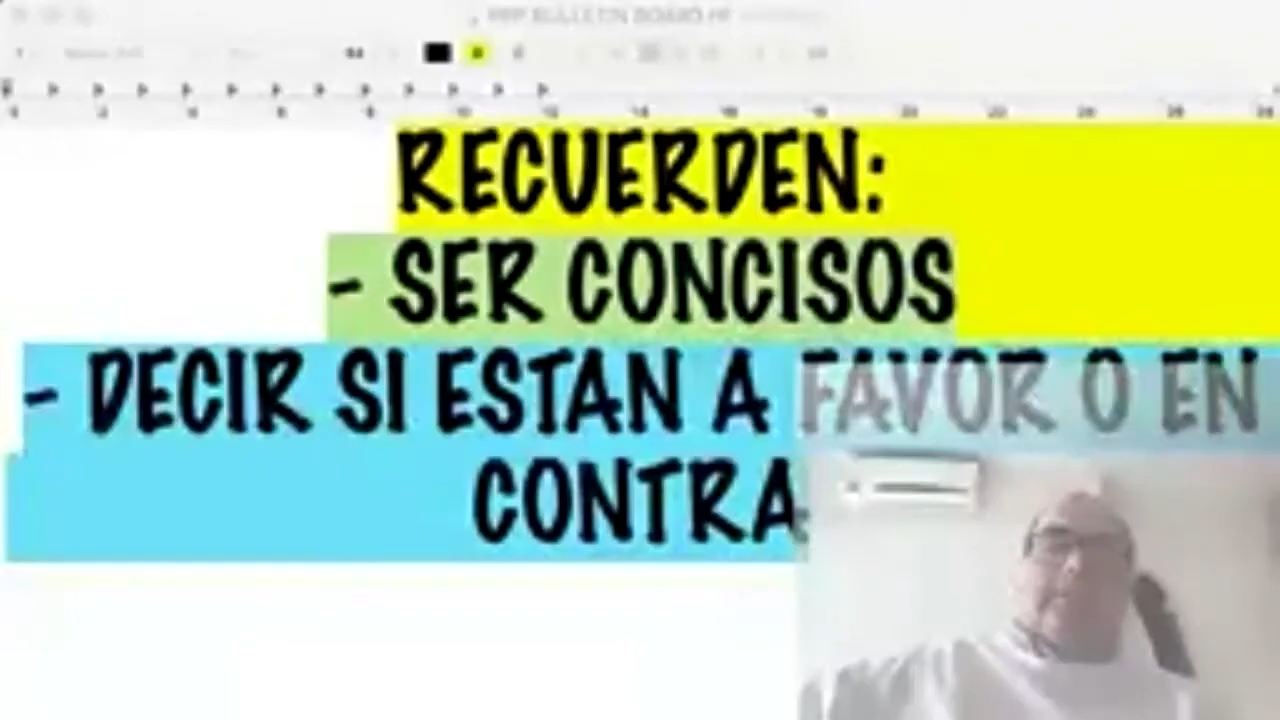 RECUERDEN:
- SER CONCISOS
- DECIR SI ESTAN A FAVOR O EN
CONTRA